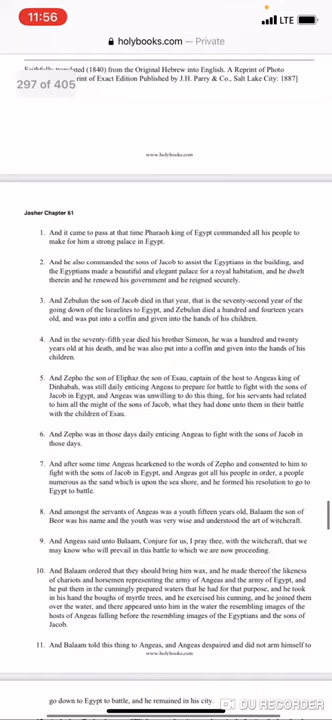 11:56
LTE
holybooks.com — Private
(1840) from the Original Hebrew into English. A Reprint of Photo
297 of 405
rint of Exact Edition Published by J.H. Parry & Co., Salt Lake City: 1887]
www.holybooks.com
Jasher Chapter 61
1. And it came to pass at that time Pharaoh king of Egypt commanded all his people to
make for him a strong palace in Egypt.
2. And he also commanded the sons of Jacob to assist the Egyptians in the building, and
the Egyptians made a beautiful and elegant palace for a royal habitation, and he dwelt
therein and he renewed his government and he reigned securely.
3. And Zebulun the son of Jacob died in that year, that is the seventy-second year of the
going down of the Israelites to Egypt, and Zebulun died a hundred and fourteen years
old, and was put into a coffin and given into the hands of his children.
4. And in the seventy-fifth year died his brother Simeon, he was a hundred and twenty
years old at his death, and he was also put into a coffin and given into the hands of his
children.
5. And Zepho the son of Eliphaz the son of Esau, captain of the host to Angeas king of
Dinhabah, was still daily enticing Angeas to prepare for battle to fight with the sons of
Jacob in Egypt, and Angeas was unwilling to do this thing, for his servants had related
to him all the might of the sons of Jacob, what they had done unto them in their battle
with the children of Esau.
6. And Zepho was in those days daily enticing Angeas to fight with the sons of Jacob in
those days.
7. And after some time Angeas hearkened to the words of Zepho and consented to him to
fight with the sons of Jacob in Egypt, and Angeas got all his people in order, a people
numerous as the sand which is upon the sea shore, and he formed his resolution to go to
Egypt to battle.
8. And amongst the servants of Angeas was a youth fifteen years old, Balaam the son of
Beor was his name and the youth was very wise and understood the art of witchcraft.
9. And Angeas said unto Balaam, Conjure for us, I pray thee, with the witchcraft, that we
may know who will prevail in this battle to which we are now proceeding.
10. And Balaam ordered that they should bring him wax, and he made thereof the likeness
of chariots and horsemen representing the army of Angeas and the army of Egypt, and
he put them in the cunningly prepared waters that he had for that purpose, and he took
in his hand the boughs of myrtle trees, and he exercised his cunning, and he joined them
over the water, and there appeared unto him in the water the resembling images of the
hosts of Angeas falling before the resembling images of the Egyptians and the sons of
Jacob.
11. And Balaam told this thing to Angeas, and Angeas despaired and did not arm himself to
www.holybooks.com
go down to Egypt to battle, and he remained in his city.
DU RECORDER